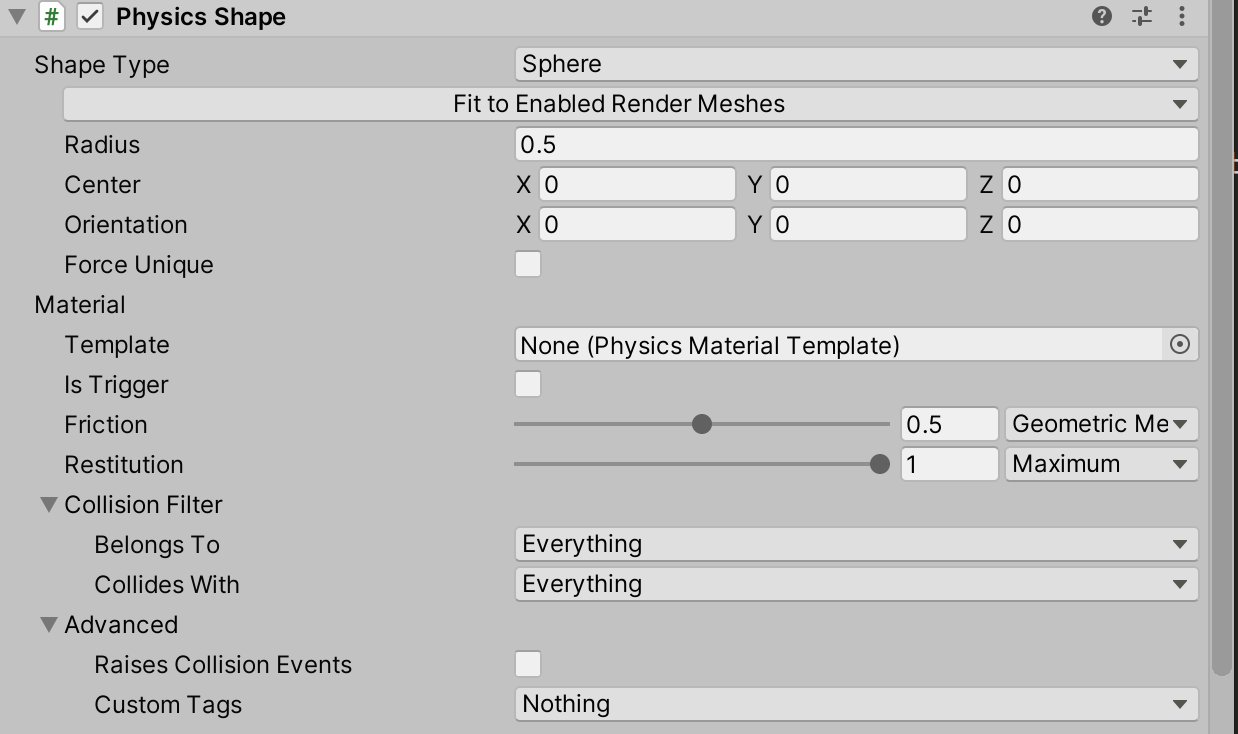 # Physics Shape
Shape Type Sphere
Fit to Enabled Render Meshes
Radius 0.5
Center X 0 Y 0 Z 0
Orientation X 0 Y 0 Z 0
Force Unique
Material
Template None (Physics Material Template)
Is Trigger
Friction 0.5 Geometric Me
Restitution 1 Maximum
Collision Filter
Belongs To Everything
Collides With Everything
Advanced
Raises Collision Events
Custom Tags Nothing